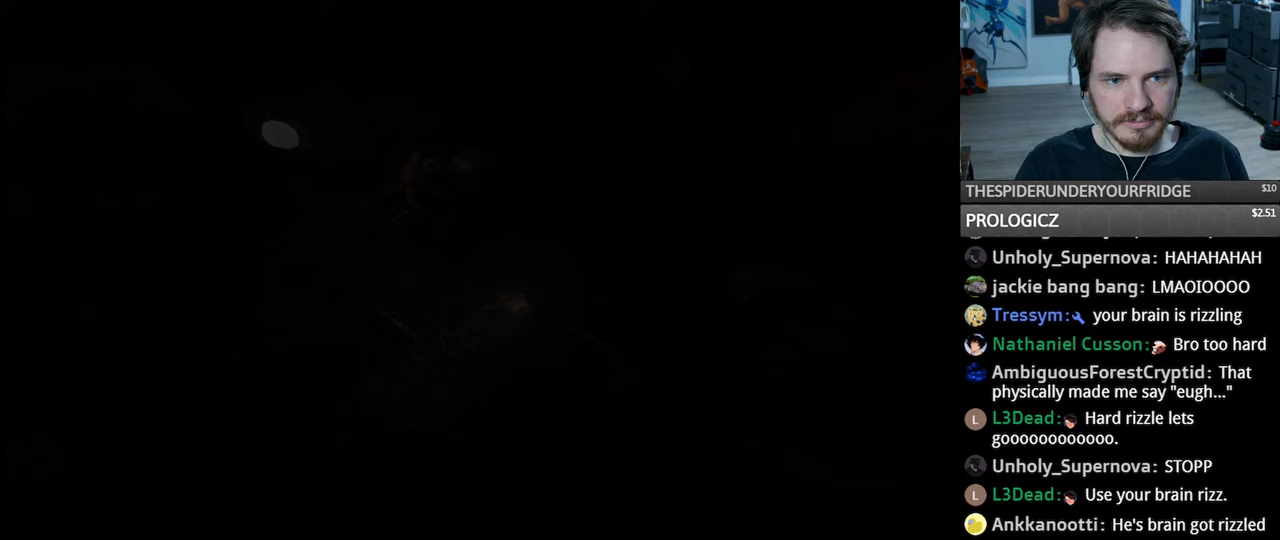 THESPIDERUNDERYOURFRIDGE $10
PROLOGICZ $2.51
Unholy_Supernova: HAHAHAHAH
jackie bang bang: LMAOIOOOO
Tressym: your brain is rizzling
Nathaniel Cusson: Bro too hard
AmbiguousForestCryptid: That
physically made me say "eugh..."
L3Dead: Hard rizzle lets
goooooooooooo.
Unholy_Supernova: STOPP
L
L3Dead: Use your brain rizz.
L
Ankkanootti: He's brain got rizzled